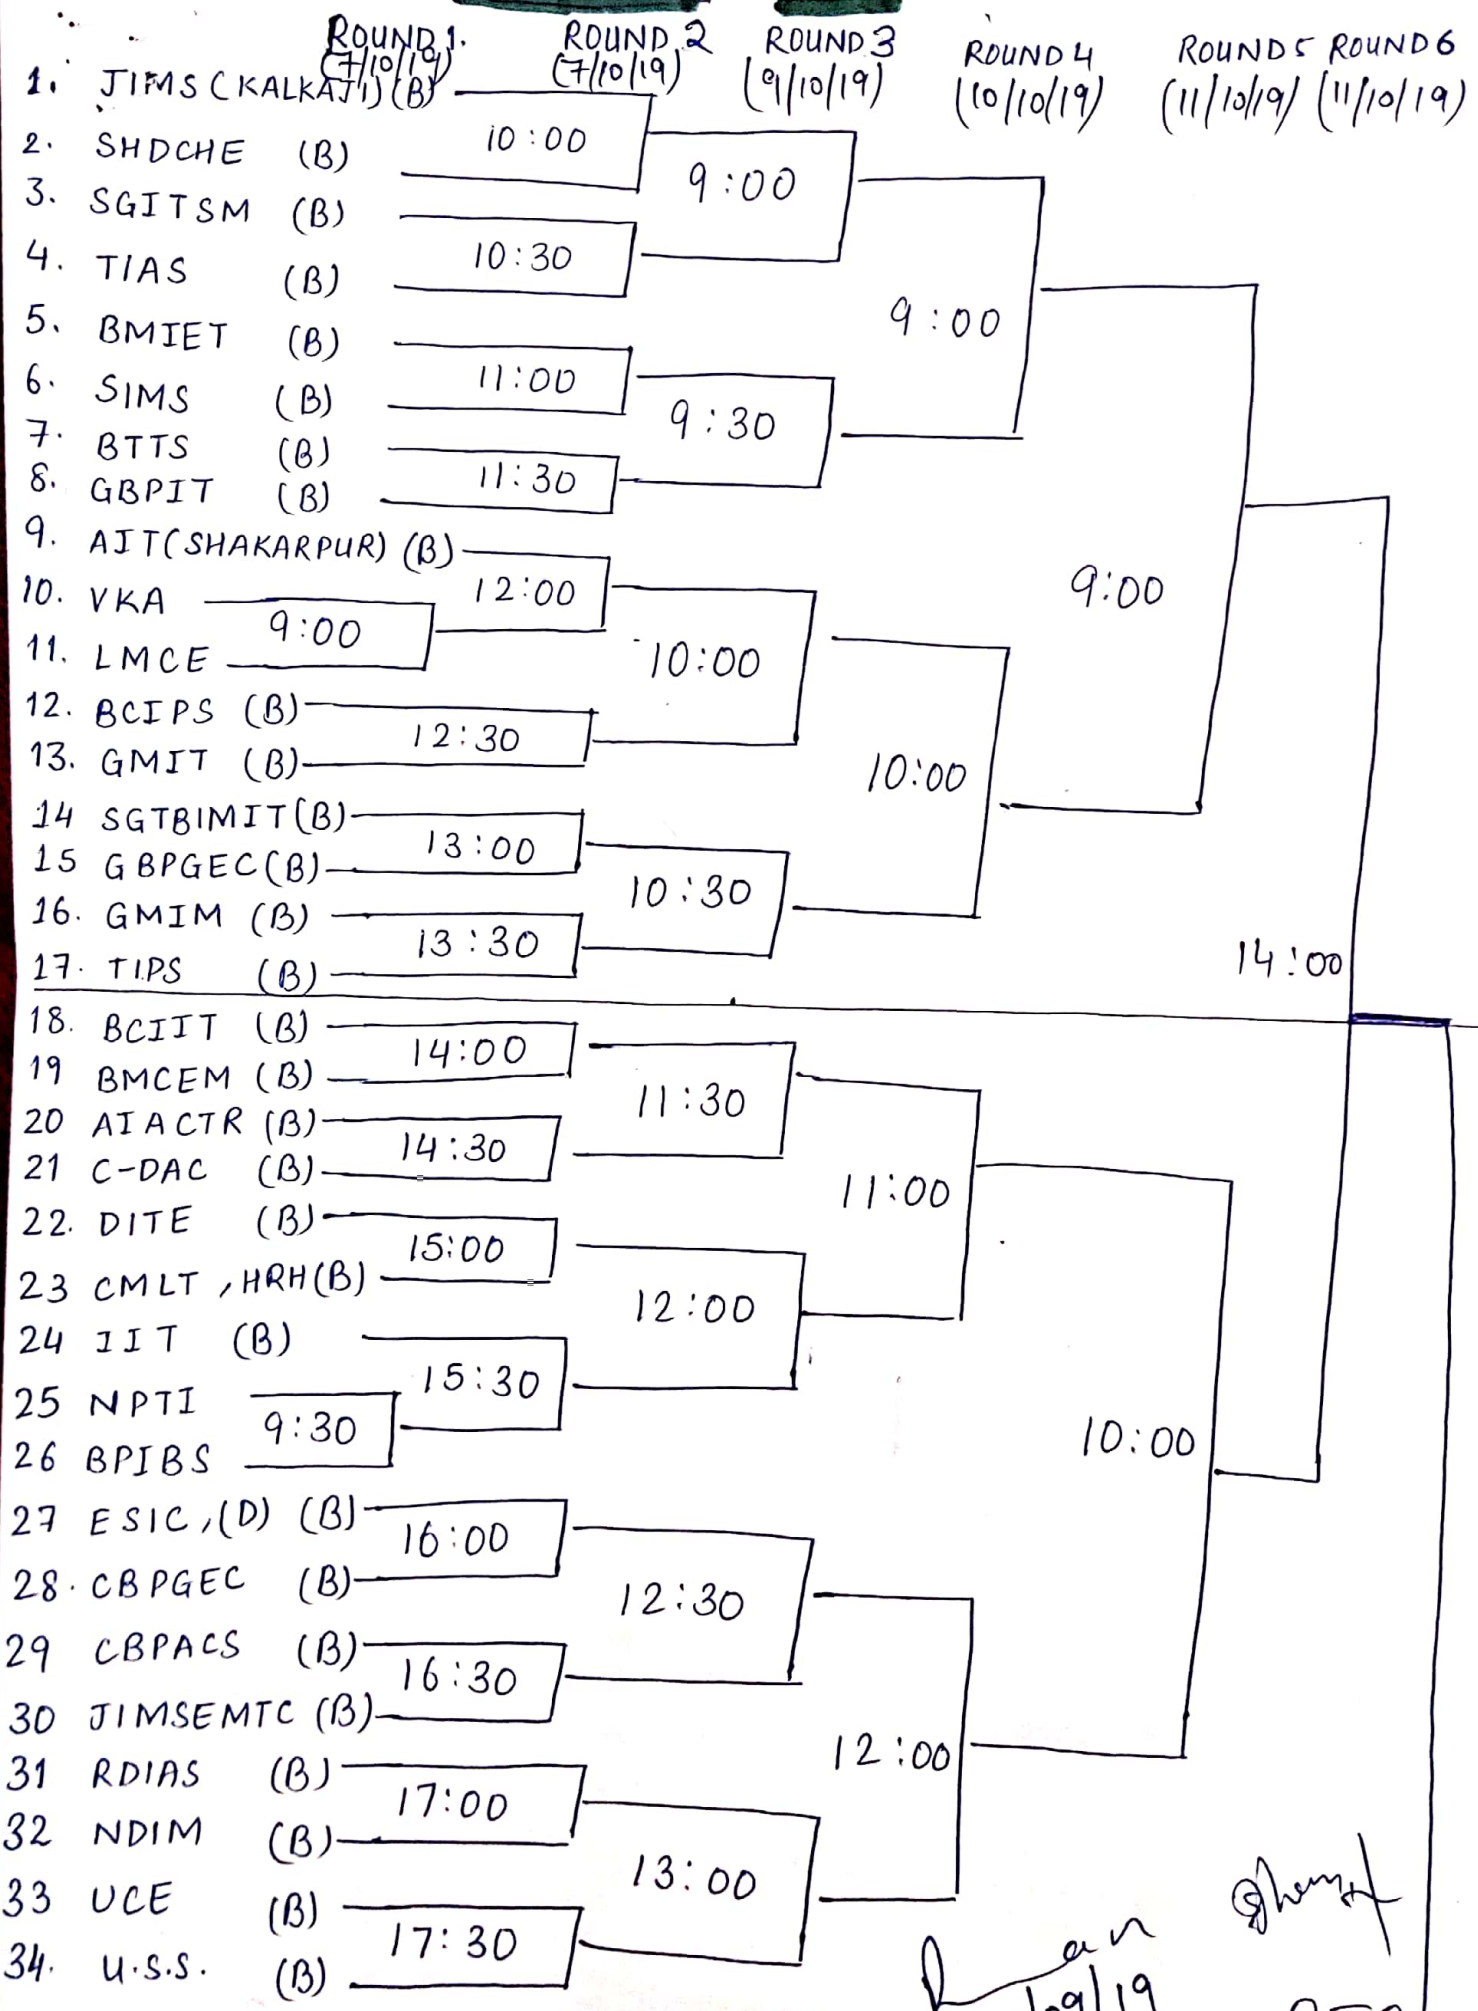 ROUND 1. ROUND 2 ROUND 3 ROUND 4 ROUND 5 ROUND 6
(7/10/19) (7/10/19) (9/10/19) (10/10/19) (11/10/19) (11/10/19)
1. JIMS (KALKAJI) (B)
10:00
2. SHDCHE (B)
9:00
3. SGITSM (B)
10:30
4. TIAS (B)
9:00
5. BMIET (B)
11:00
6. SIMS (B)
9:30
7. BTTS (B)
11:30
8. GBPIT (B)
9. AIT(SHAKARPUR) (B)
12:00
9:00
10. VKA
9:00
11. LMCE
10:00
12. BCIPS (B)
12:30
13. GMIT (B)
10:00
14 SGTBIMIT(B)
13:00
15 GBPGEC(B)
10:30
16. GMIM (B)
13:30
17. TIPS (B)
14:00
18. BCIIT (B)
14:00
19 BMCEM (B)
11:30
20 AIACTR (B)
14:30
21 C-DAC (B)
11:00
22. DITE (B)
15:00
23 CMLT, HRH(B)
12:00
24 IIT (B)
15:30
25 NPTI
9:30
10:00
26 BPIBS
27 ESIC,(D) (B)
16:00
28. CBPGEC (B)
12:30
29 CBPACS (B)
16:30
30 JIMSEMTC (B)
12:00
31 RDIAS (B)
17:00
32 NDIM (B)
13:00
33 UCE (B)
17:30
34. U.S.S. (B)